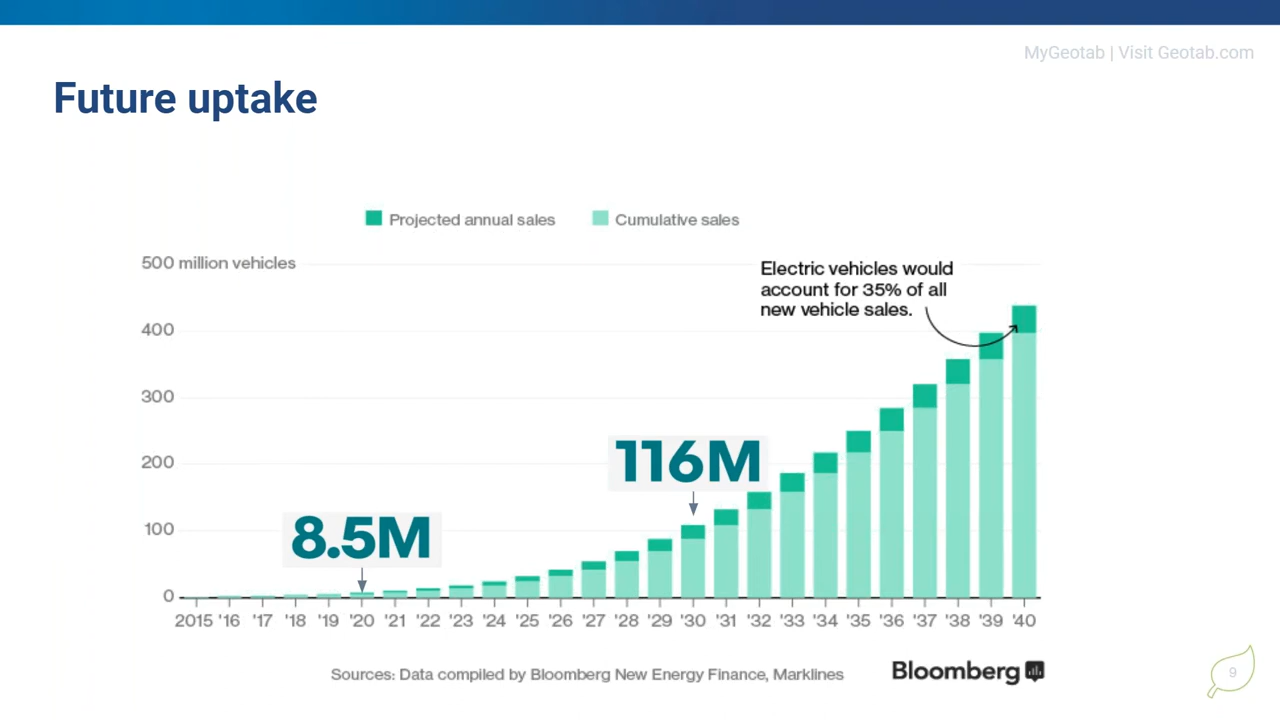 MyGeotab | Visit Geotab.com
Future uptake
Projected annual sales
Cumulative sales
500 million vehicles
Electric vehicles would
account for 35% of all
new vehicle sales.
400
300
200
116M
100
8.5M
0
2015 '16 '17 '18 '19 '20 '21 '22 '23 '24 '25 '26 '27 '28 '29 '30 '31 '32 '33 '34 '35 '36 '37 '38 '39 '40
Sources: Data compiled by Bloomberg New Energy Finance, Marklines
Bloomberg
9